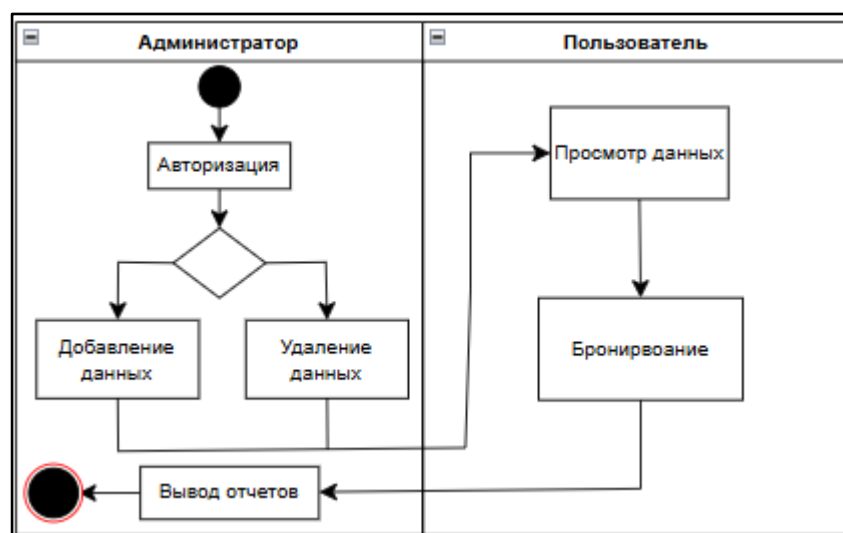 Администратор
Пользователь
Авторизация
Просмотр данных
Добавление
данных
Удаление
данных
Бронирвоание
Вывод отчетов